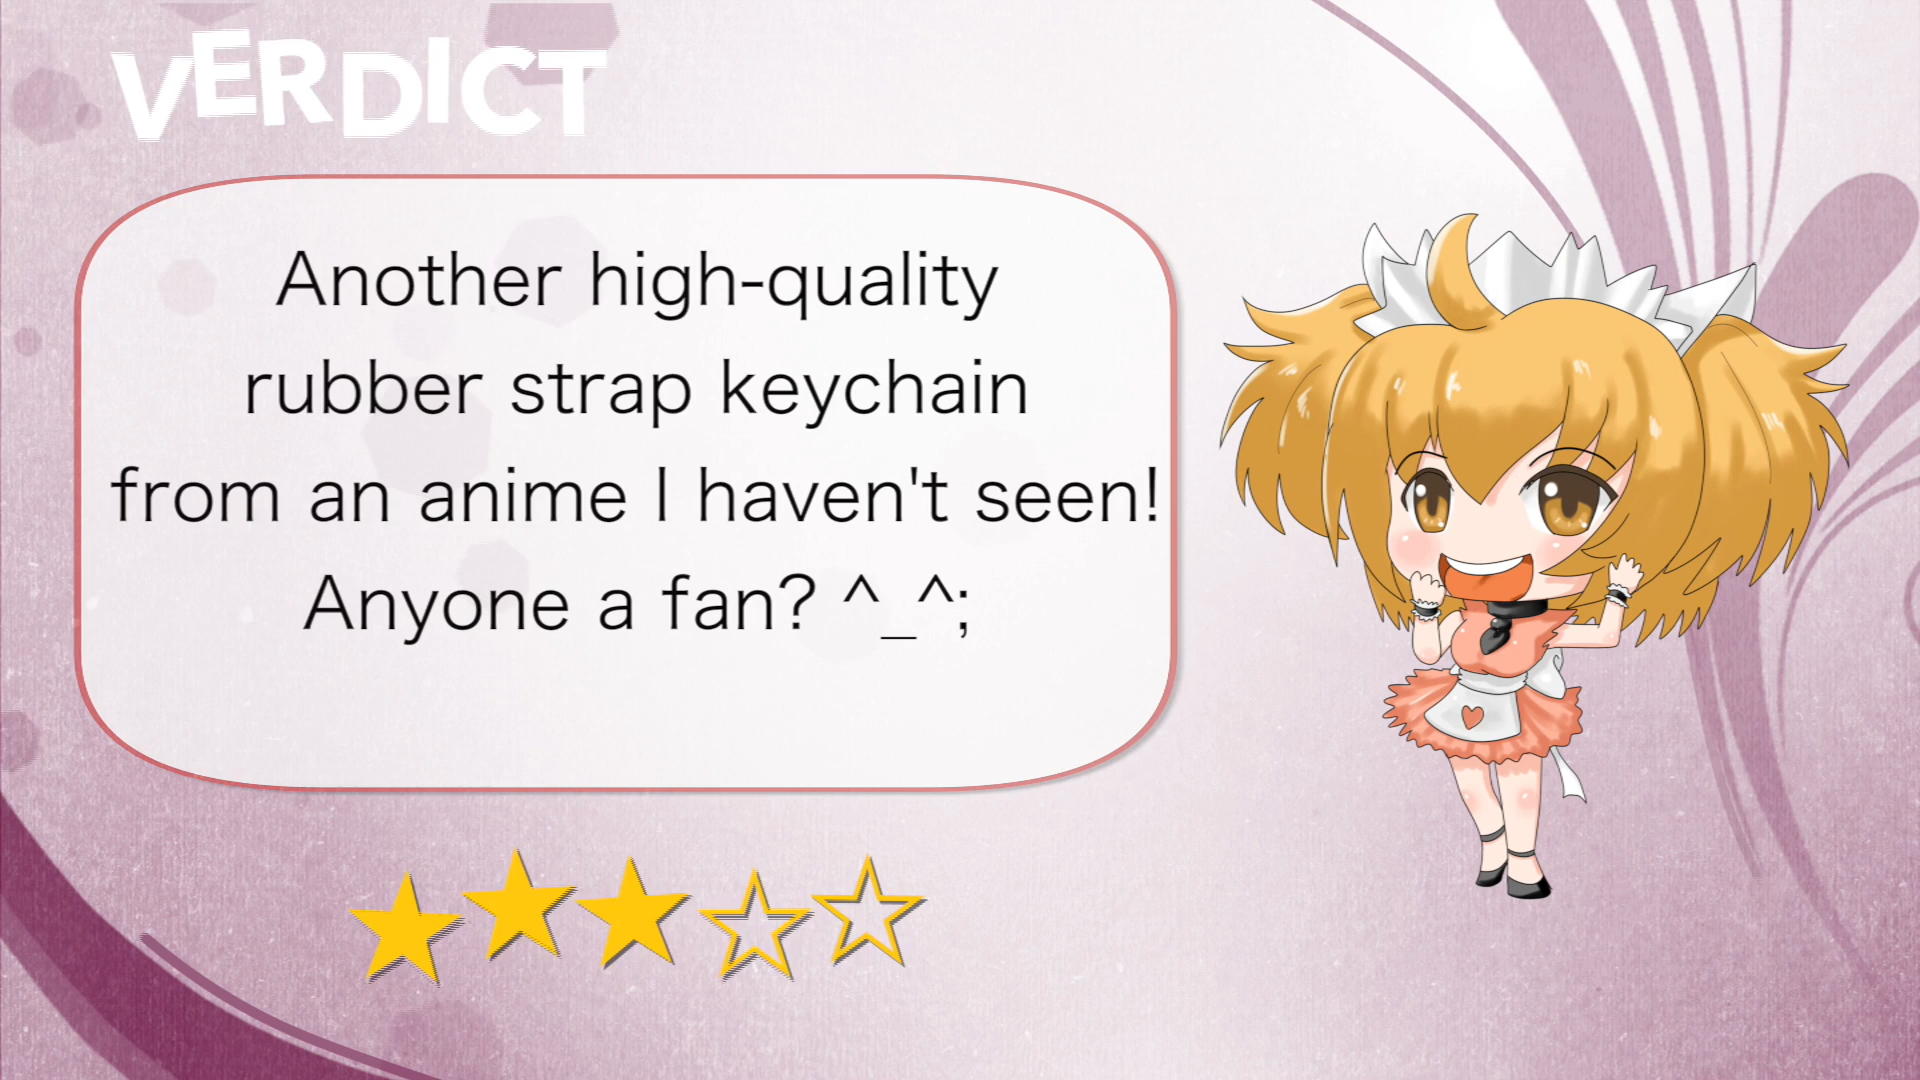 VERDICT
Another high-quality
rubber strap keychain
from an anime I haven't seen!
Anyone a fan? ^_^;